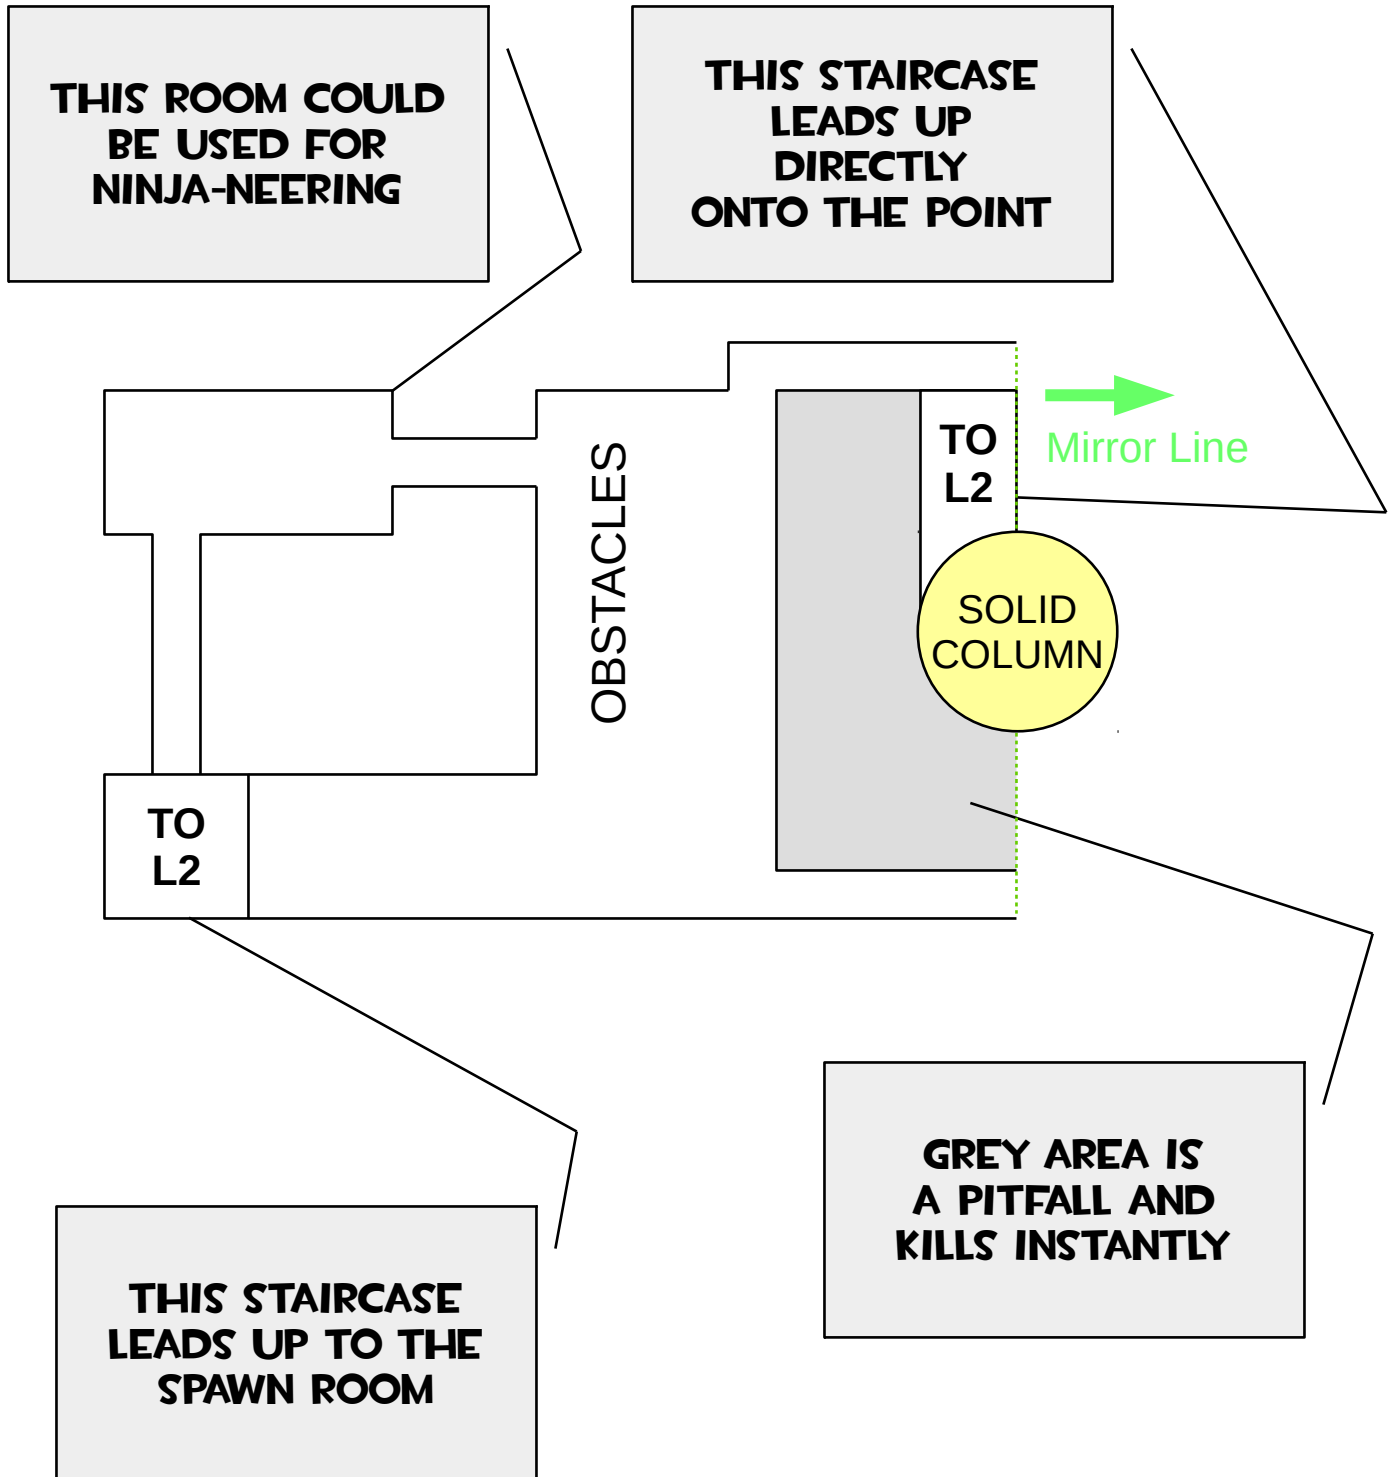 THIS ROOM COULD
BE USED FOR
NINJA-NEERING
THIS STAIRCASE
LEADS UP
DIRECTLY
ONTO THE POINT
TO
L2
Mirror Line
OBSTACLES
SOLID
COLUMN
TO
L2
GREY AREA IS
A PITFALL AND
KILLS INSTANTLY
THIS STAIRCASE
LEADS UP TO THE
SPAWN ROOM